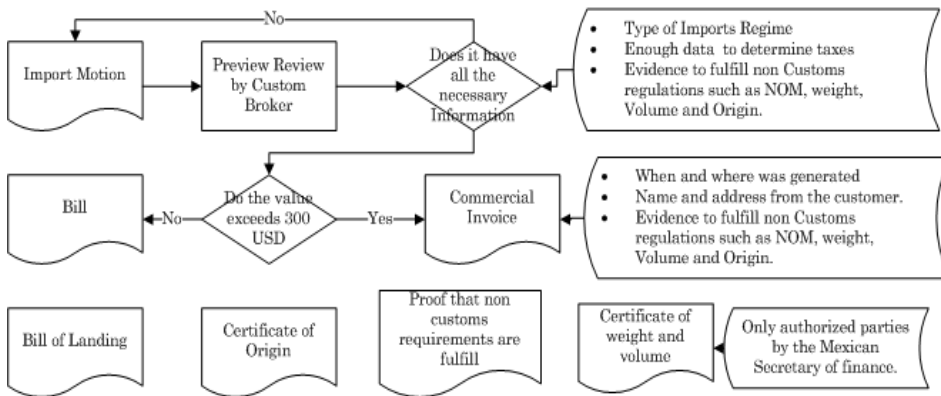 No
Import Motion
Preview Review
by Custom
Broker
Does it have
all the
necessary
Information
• Type of Imports Regime
• Enough data to determine taxes
• Evidence to fulfill non Customs
regulations such as NOM, weight,
Volume and Origin.
Bill
No
Do the value
exceeds 300
USD
Yes
Commercial
Invoice
• When and where was generated
• Name and address from the customer.
• Evidence to fulfill non Customs
regulations such as NOM, weight,
Volume and Origin.
Bill of Landing
Certificate of
Origin
Proof that non
customs
requirements are
fulfill
Certificate of
weight and
volume
Only authorized parties
by the Mexican
Secretary of finance.